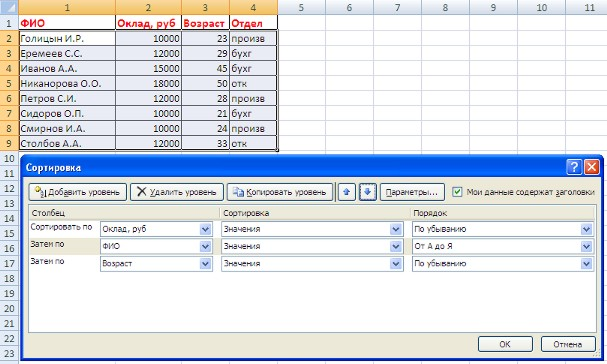 1 2 3 4 5 6 7 8 9 10 11
1 ФИО Оклад, руб Возраст Отдел
2 Голицын И.Р. 10000 23 произв
3 Еремеев С.С. 12000 29 бухг
4 Иванов А.А. 15000 45 бухг
5 Никанорова О.О. 18000 50 отк
6 Петров С.И. 12000 28 произв
7 Сидоров О.П. 10000 21 бухг
8 Смирнов И.А. 10000 24 произв
9 Столбов А.А. 12000 33 отк
10
11
12
13
14
15
16
17
18
19
20
21
22
23
Сортировка
Добавить уровень Удалить уровень Копировать уровень Параметры... Мои данные содержат заголовки
Столбец Сортировка Порядок
Сортировать по Оклад, руб Значения По убыванию
Затем по ФИО Значения От А до Я
Затем по Возраст Значения По убыванию
ОК Отмена